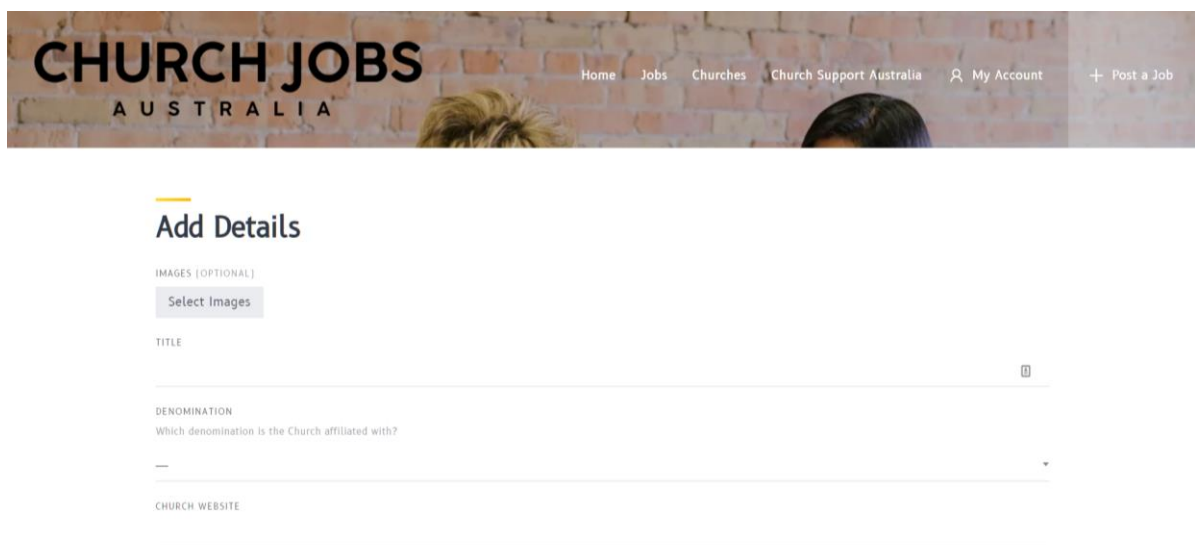 CHURCH JOBS
AUSTRALIA
Home Jobs Churches Church Support Australia My Account + Post a Job
Add Details
IMAGES [OPTIONAL]
Select Images
TITLE
DENOMINATION
Which denomination is the Church affiliated with?
—
CHURCH WEBSITE